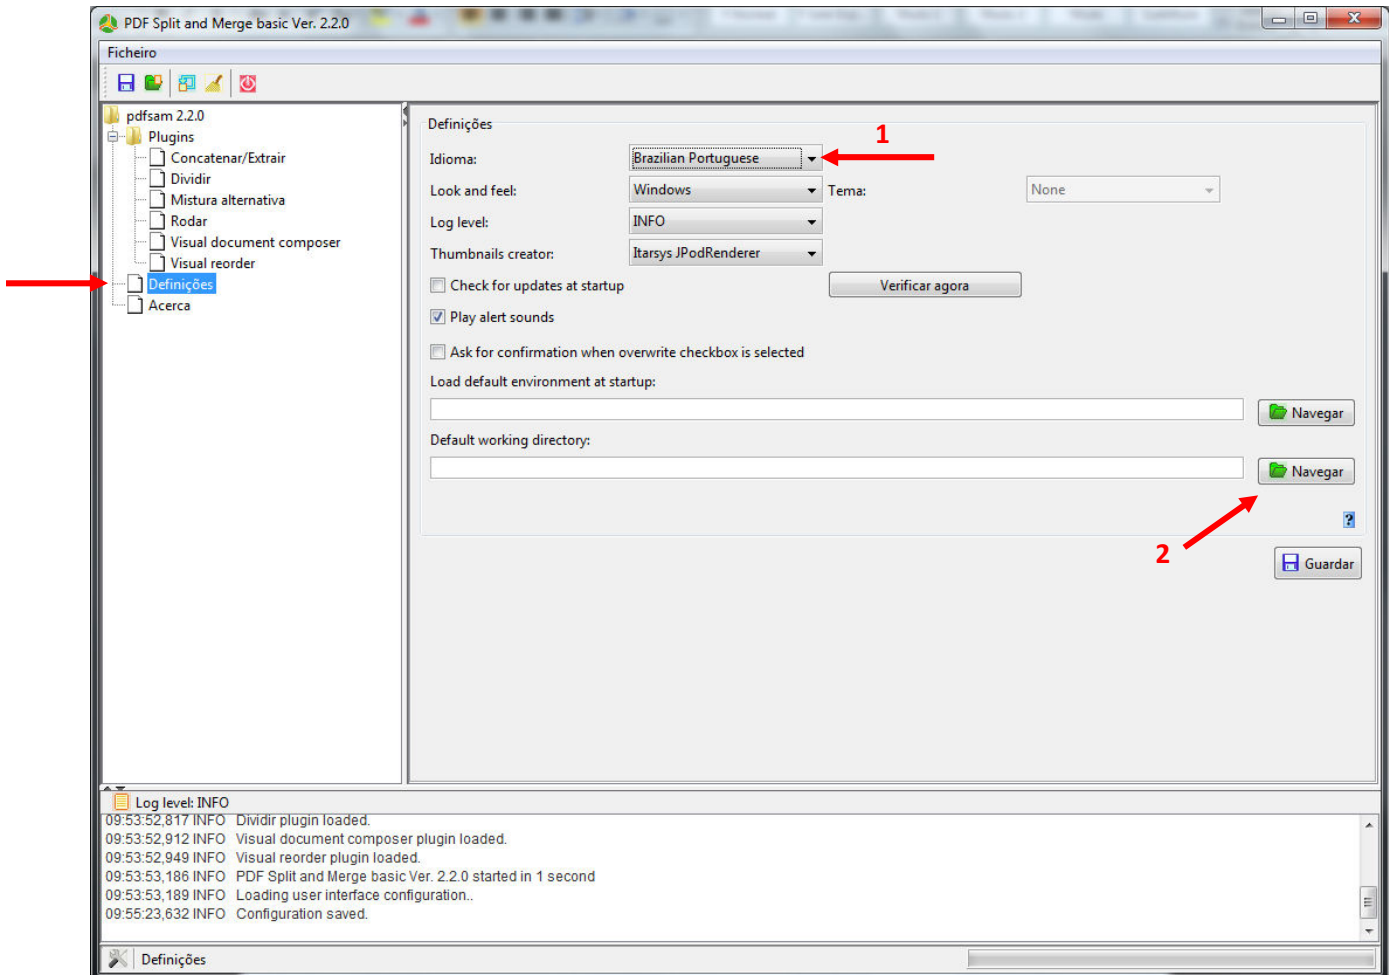 PDF Split and Merge basic Ver. 2.2.0
Ficheiro
pdfsam 2.2.0
Plugins
Concatenar/Extrair
Dividir
Mistura alternativa
Rodar
Visual document composer
Visual reorder
Definições
Acerca
Definições
1
Idioma: Brazilian Portuguese
Look and feel: Windows Tema: None
Log level: INFO
Thumbnails creator: Itarsys JPodRenderer
Check for updates at startup Verificar agora
Play alert sounds
Ask for confirmation when overwrite checkbox is selected
Load default environment at startup:
Navegar
Default working directory:
Navegar
?
2
Guardar
Log level: INFO
09:53:52,817 INFO Dividir plugin loaded.
09:53:52,912 INFO Visual document composer plugin loaded.
09:53:52,949 INFO Visual reorder plugin loaded.
09:53:53,186 INFO PDF Split and Merge basic Ver. 2.2.0 started in 1 second
09:53:53,189 INFO Loading user interface configuration..
09:55:23,632 INFO Configuration saved.
Definições